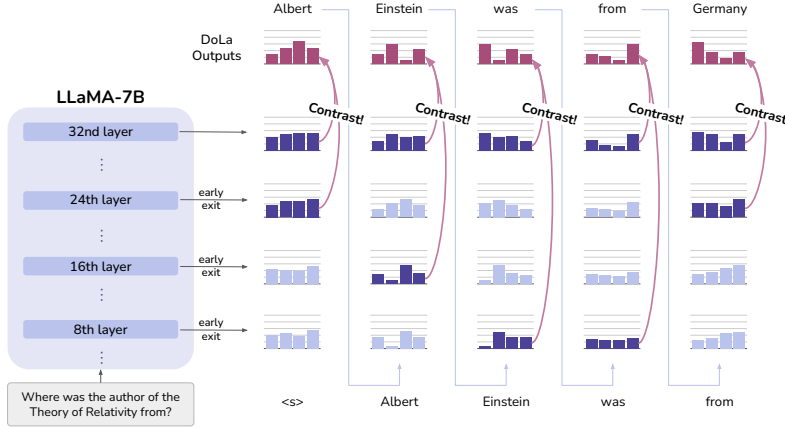 Albert Einstein was from Germany
DoLa
Outputs
LLaMA-7B
Contrast! Contrast! Contrast! Contrast! Contrast!
32nd layer
24th layer
early
exit
16th layer
early
exit
8th layer
early
exit
Where was the author of the
Theory of Relativity from?
<s> Albert Einstein was from